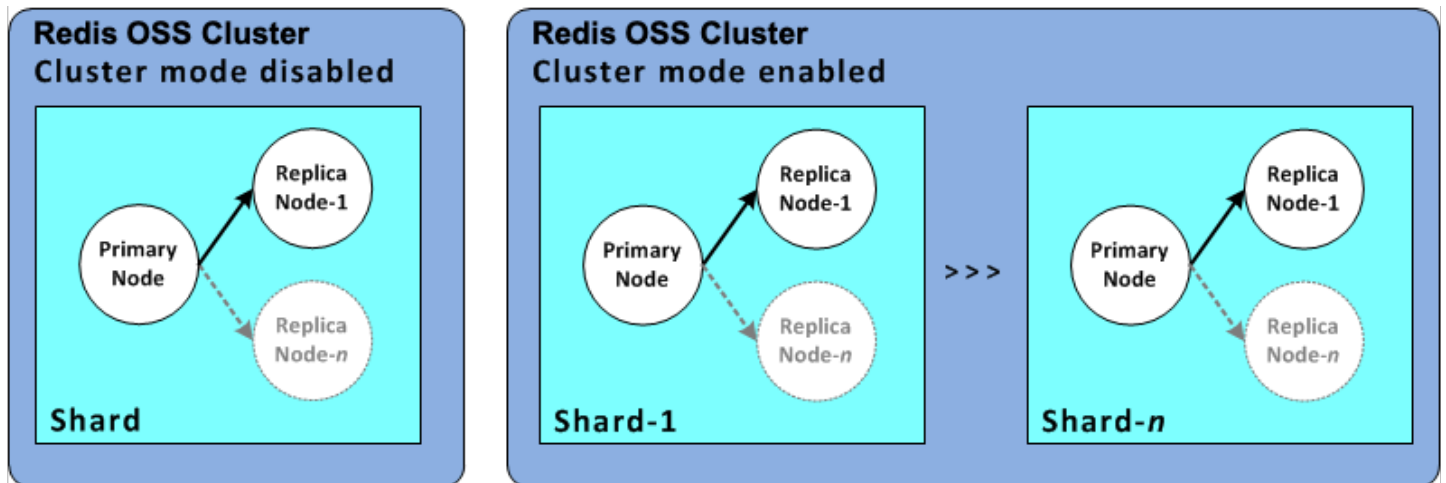 Redis OSS Cluster
Cluster mode disabled
Replica
Node-1
Primary
Node
Replica
Node-n
Shard
Redis OSS Cluster
Cluster mode enabled
Replica
Node-1
Primary
Node
Replica
Node-n
Shard-1
>>>
Replica
Node-1
Primary
Node
Replica
Node-n
Shard-n